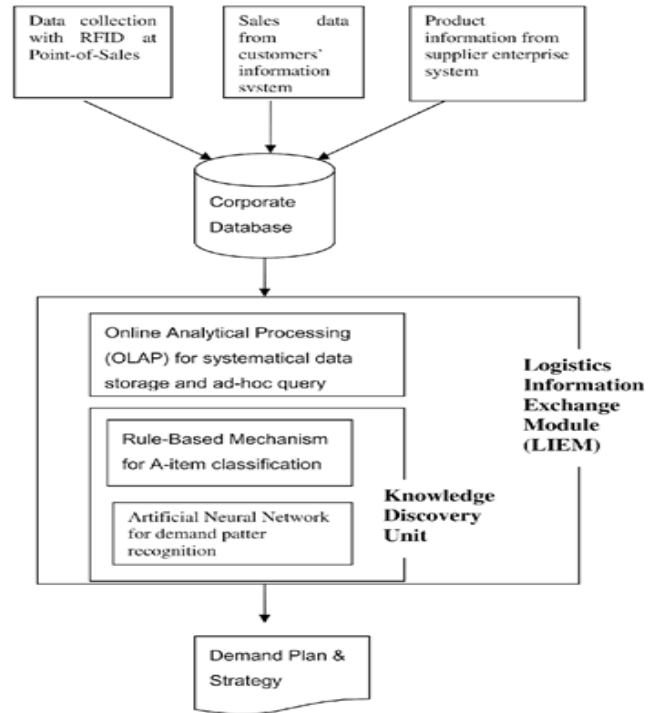 Data collection
with RFID at
Point-of-Sales
Sales data
from
customers'
information
system
Product
information from
supplier enterprise
system
Corporate
Database
Online Analytical Processing
(OLAP) for systematical data
storage and ad-hoc query
Logistics
Information
Exchange
Module
(LIEM)
Rule-Based Mechanism
for A-item classification
Knowledge
Discovery
Unit
Artificial Neural Network
for demand patter
recognition
Demand Plan &
Strategy